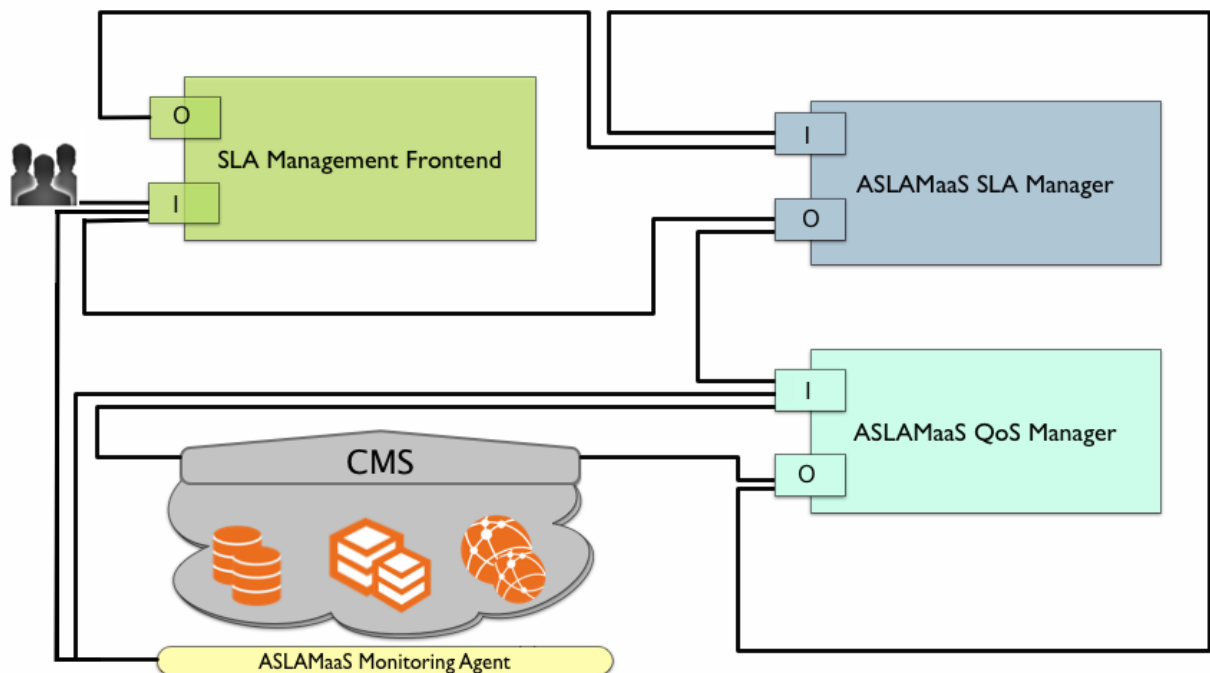 O
SLA Management Frontend
I
I
ASLAMaaS SLA Manager
O
I
ASLAMaaS QoS Manager
O
CMS
ASLAMaaS Monitoring Agent